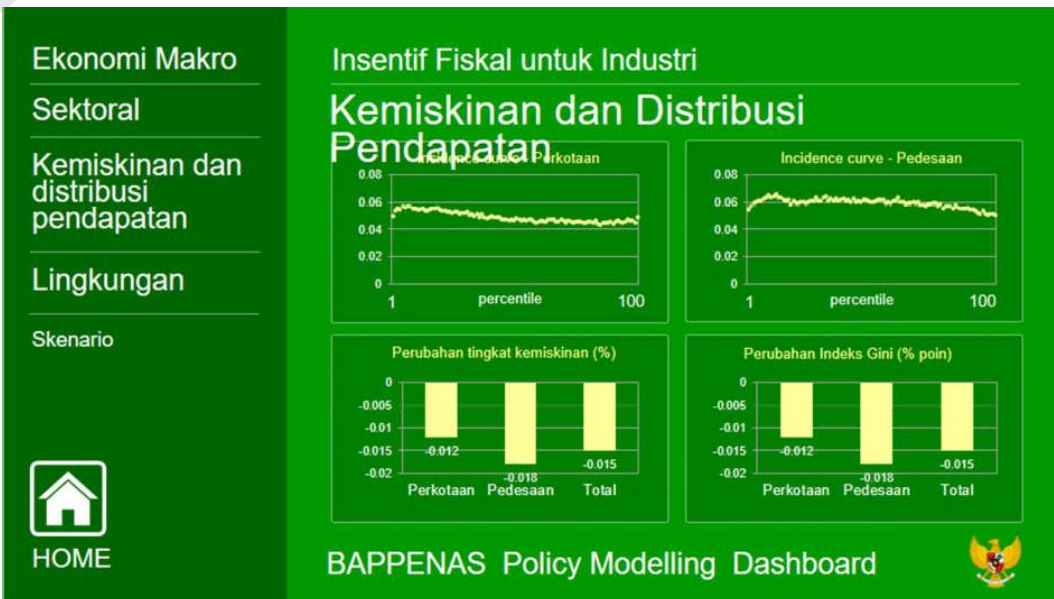 Ekonomi Makro
Sektoral
Kemiskinan dan
distribusi
pendapatan
Lingkungan
Skenario
HOME
Insentif Fiskal untuk Industri
Kemiskinan dan Distribusi
Pendapatan
Incidence curve - Perkotaan
0.08
0.06
0.04
0.02
0
1 percentile 100
Incidence curve - Pedesaan
0.08
0.06
0.04
0.02
0
1 percentile 100
Perubahan tingkat kemiskinan (%)
0
-0.005
-0.01
-0.015
-0.02
-0.012
-0.018
-0.015
Perkotaan Pedesaan Total
Perubahan Indeks Gini (% poin)
0
-0.005
-0.01
-0.015
-0.02
-0.012
-0.018
-0.015
Perkotaan Pedesaan Total
BAPPENAS Policy Modelling Dashboard